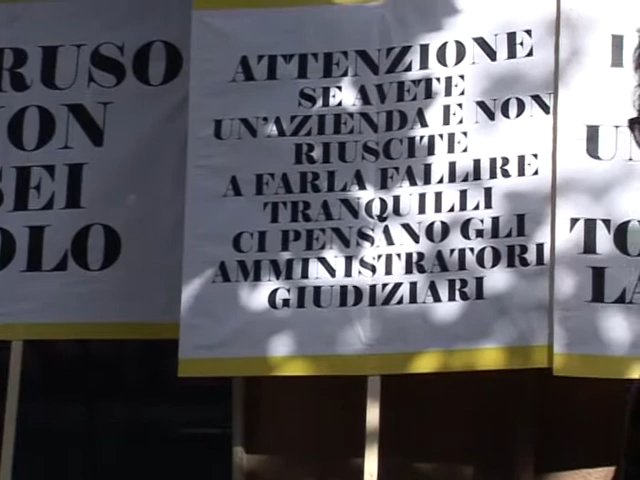 RUSO
ON
SEI
OLO
ATTENZIONE
SE AVETE
UN'AZIENDA E NON
RIUSCITE
A FARLA FALLIRE
TRANQUILLI
CI PENSANO GLI
AMMINISTRATORI
GIUDIZIARI
TO
LA